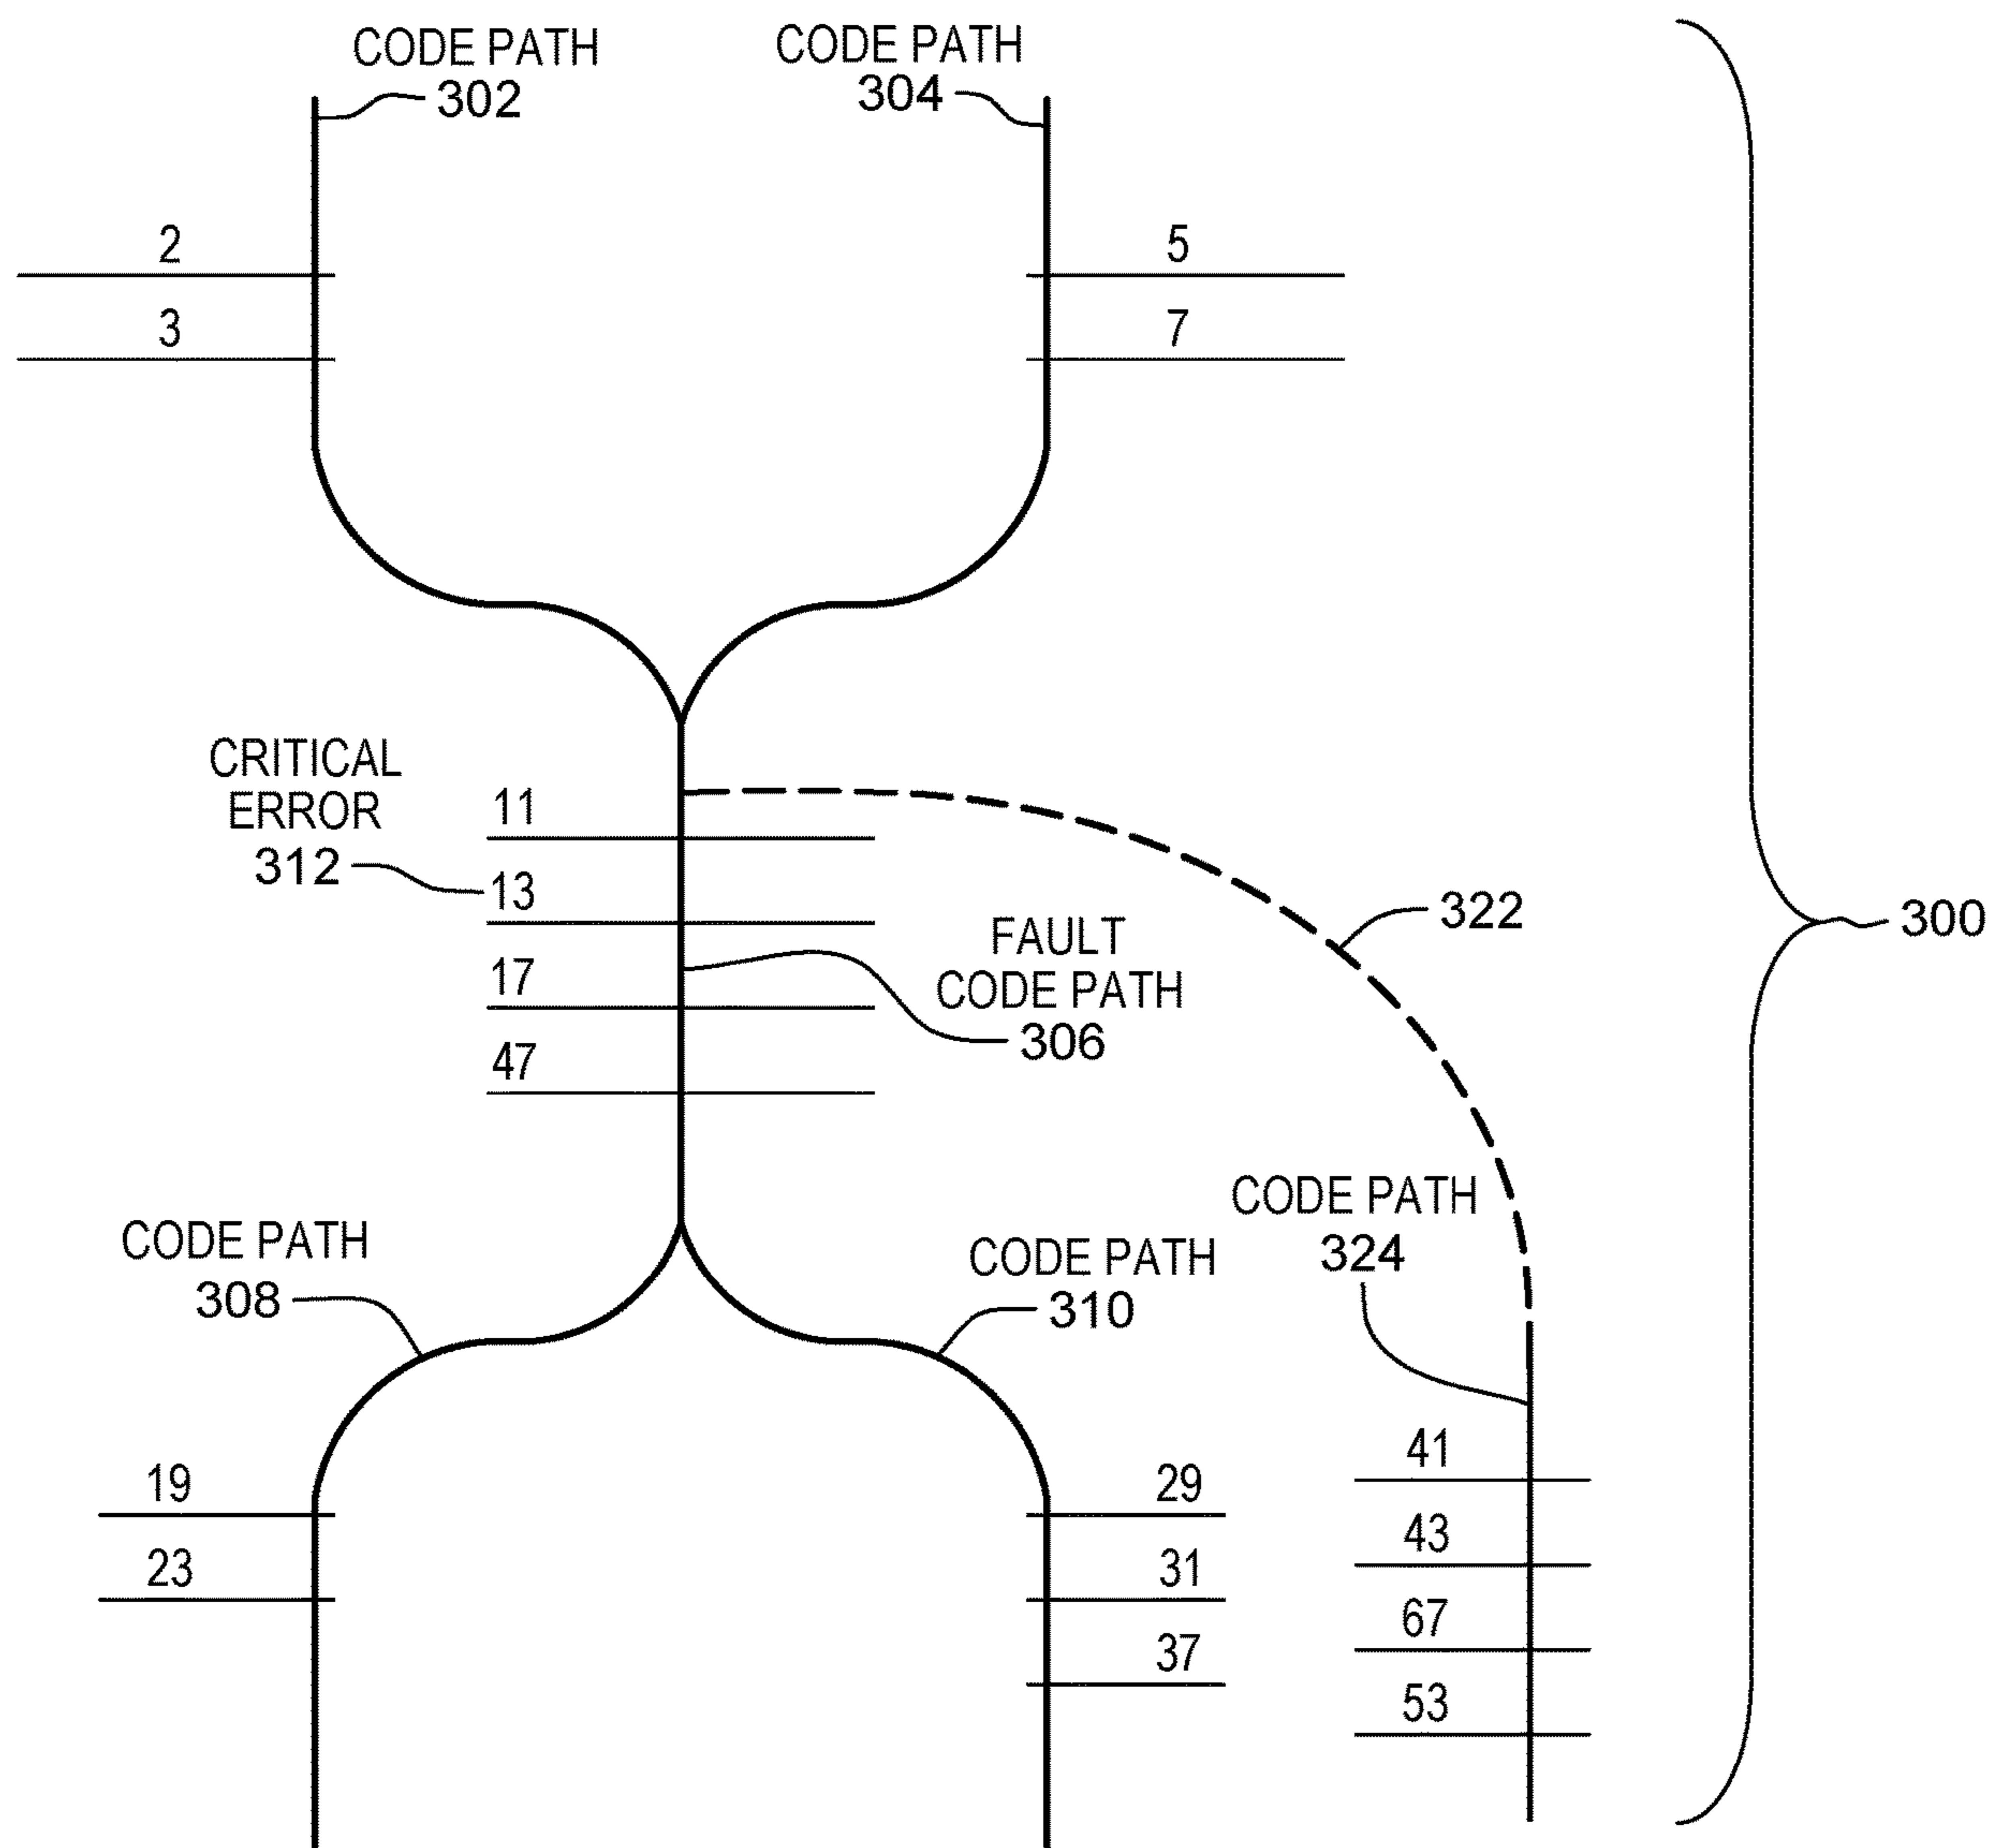 CODE PATH
302
CODE PATH
304
2
3
5
7
CRITICAL
ERROR
312
11
13
17
47
FAULT
CODE PATH
306
322
300
CODE PATH
308
CODE PATH
310
CODE PATH
324
19
23
29
31
37
41
43
67
53